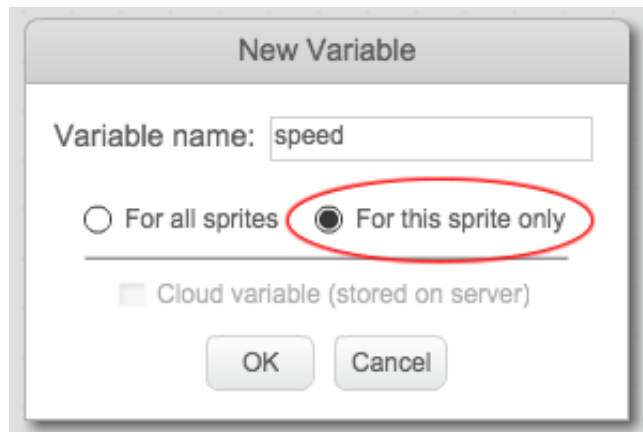 New Variable
Variable name: speed
For all sprites For this sprite only
Cloud variable (stored on server)
OK Cancel